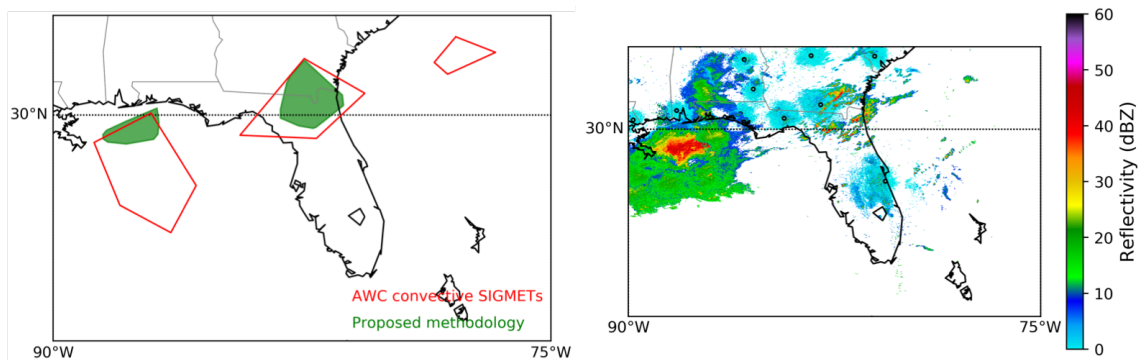 30°N
AWC convective SIGMETs
Proposed methodology
90°W
75°W
30°N
90°W
75°W
60
50
40
30
20
10
0
Reflectivity (dBZ)